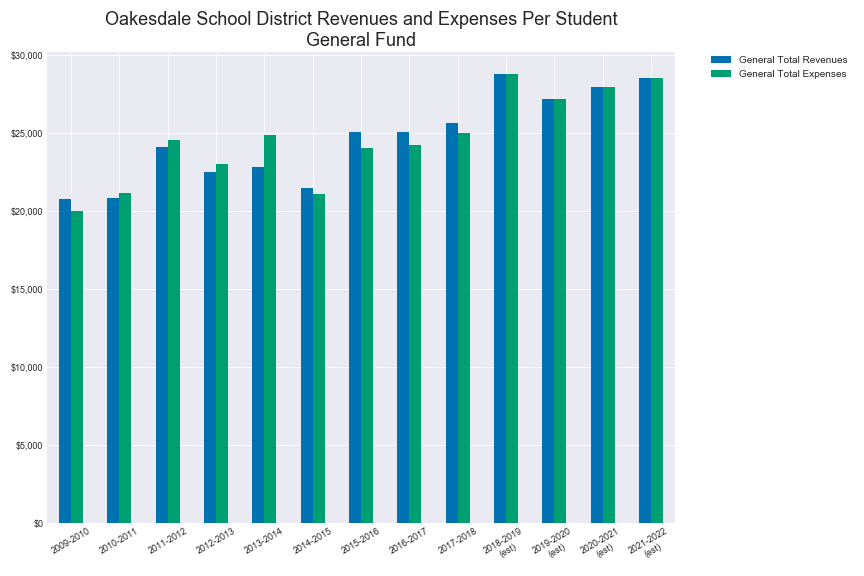 Oakesdale School District Revenues and Expenses Per Student
General Fund
General Total Revenues
General Total Expenses
$30,000
$25,000
$20,000
$15,000
$10,000
$5,000
$0
2009-2010
2010-2011
2011-2012
2012-2013
2013-2014
2014-2015
2015-2016
2016-2017
2017-2018
2018-2019
(est)
2019-2020
(est)
2020-2021
(est)
2021-2022
(est)